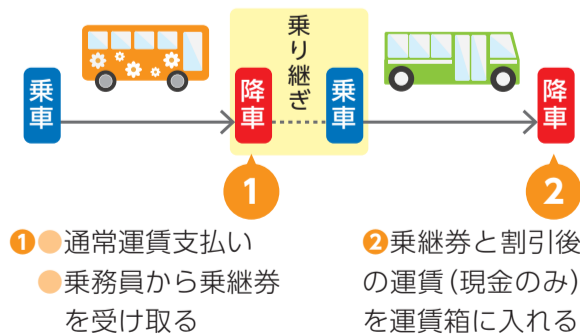 乗り継ぎ
乗車
降車
乗車
降車
1
2
❶●通常運賃支払い
●乗務員から乗継券
を受け取る
❷乗継券と割引後
の運賃(現金のみ)
を運賃箱に入れる